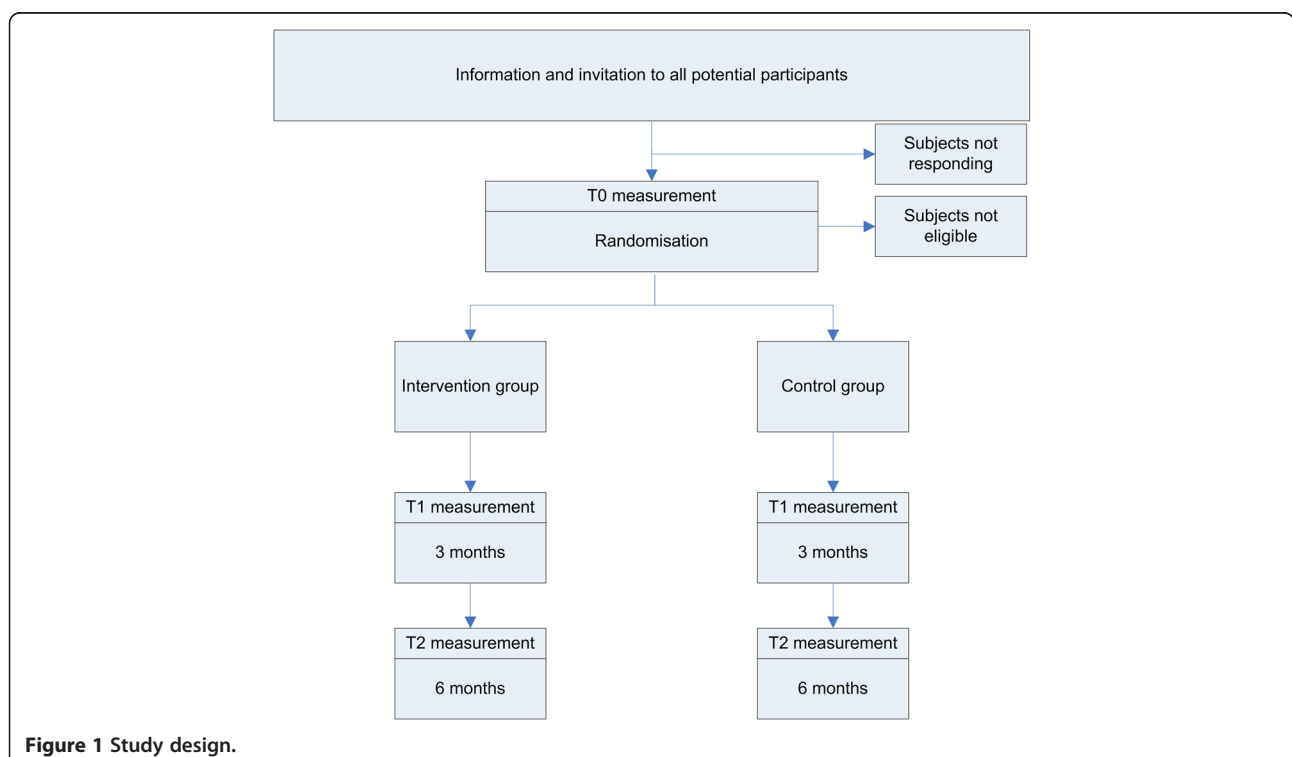 Information and invitation to all potential participants
Subjects not
responding
T0 measurement
Randomisation
Subjects not
eligible
Intervention group
Control group
T1 measurement
3 months
T1 measurement
3 months
T2 measurement
6 months
T2 measurement
6 months
Figure 1 Study design.